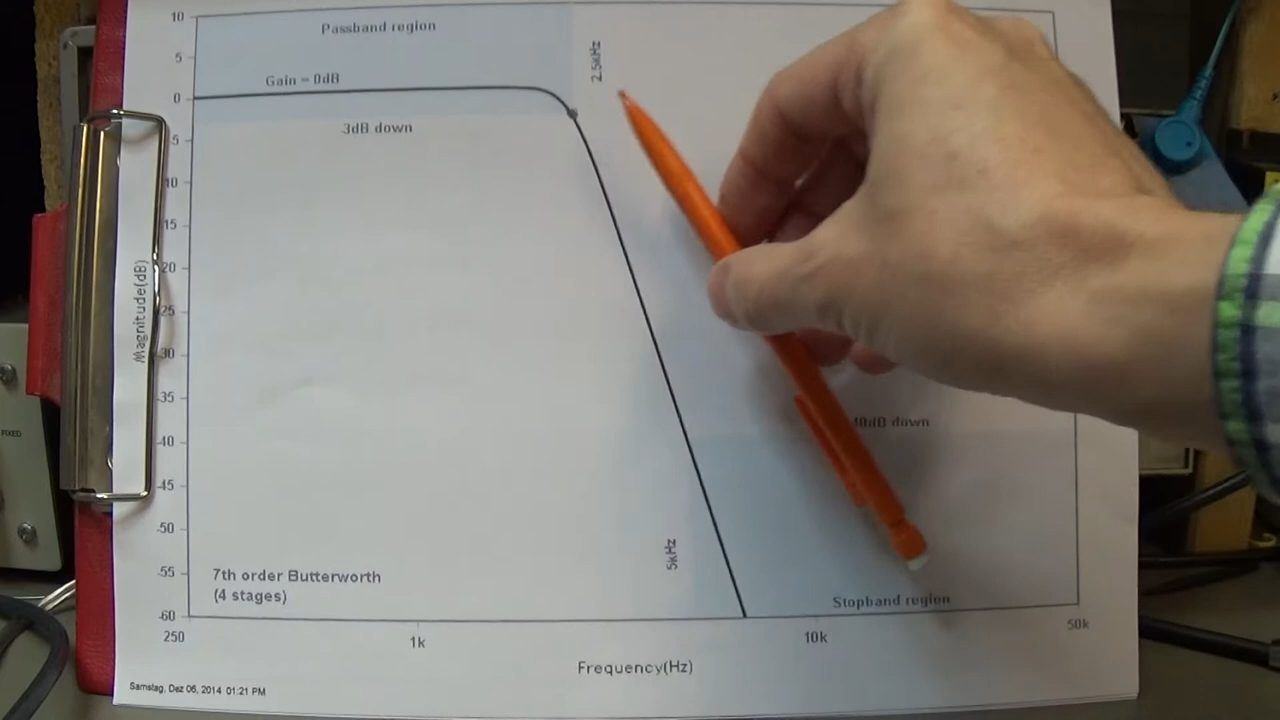 10
Passband region
5
2.5kHz
Gain = 0dB
0
3dB down
-5
10
15
20
25
Magnitude(dB)
30
-35
-40
40dB down
-45
-50
5kHz
-55
7th order Butterworth
(4 stages)
Stopband region
-60
250
1k
10k
50k
Frequency(Hz)
Samstag, Dez 06, 2014 01:21 PM
FIXED